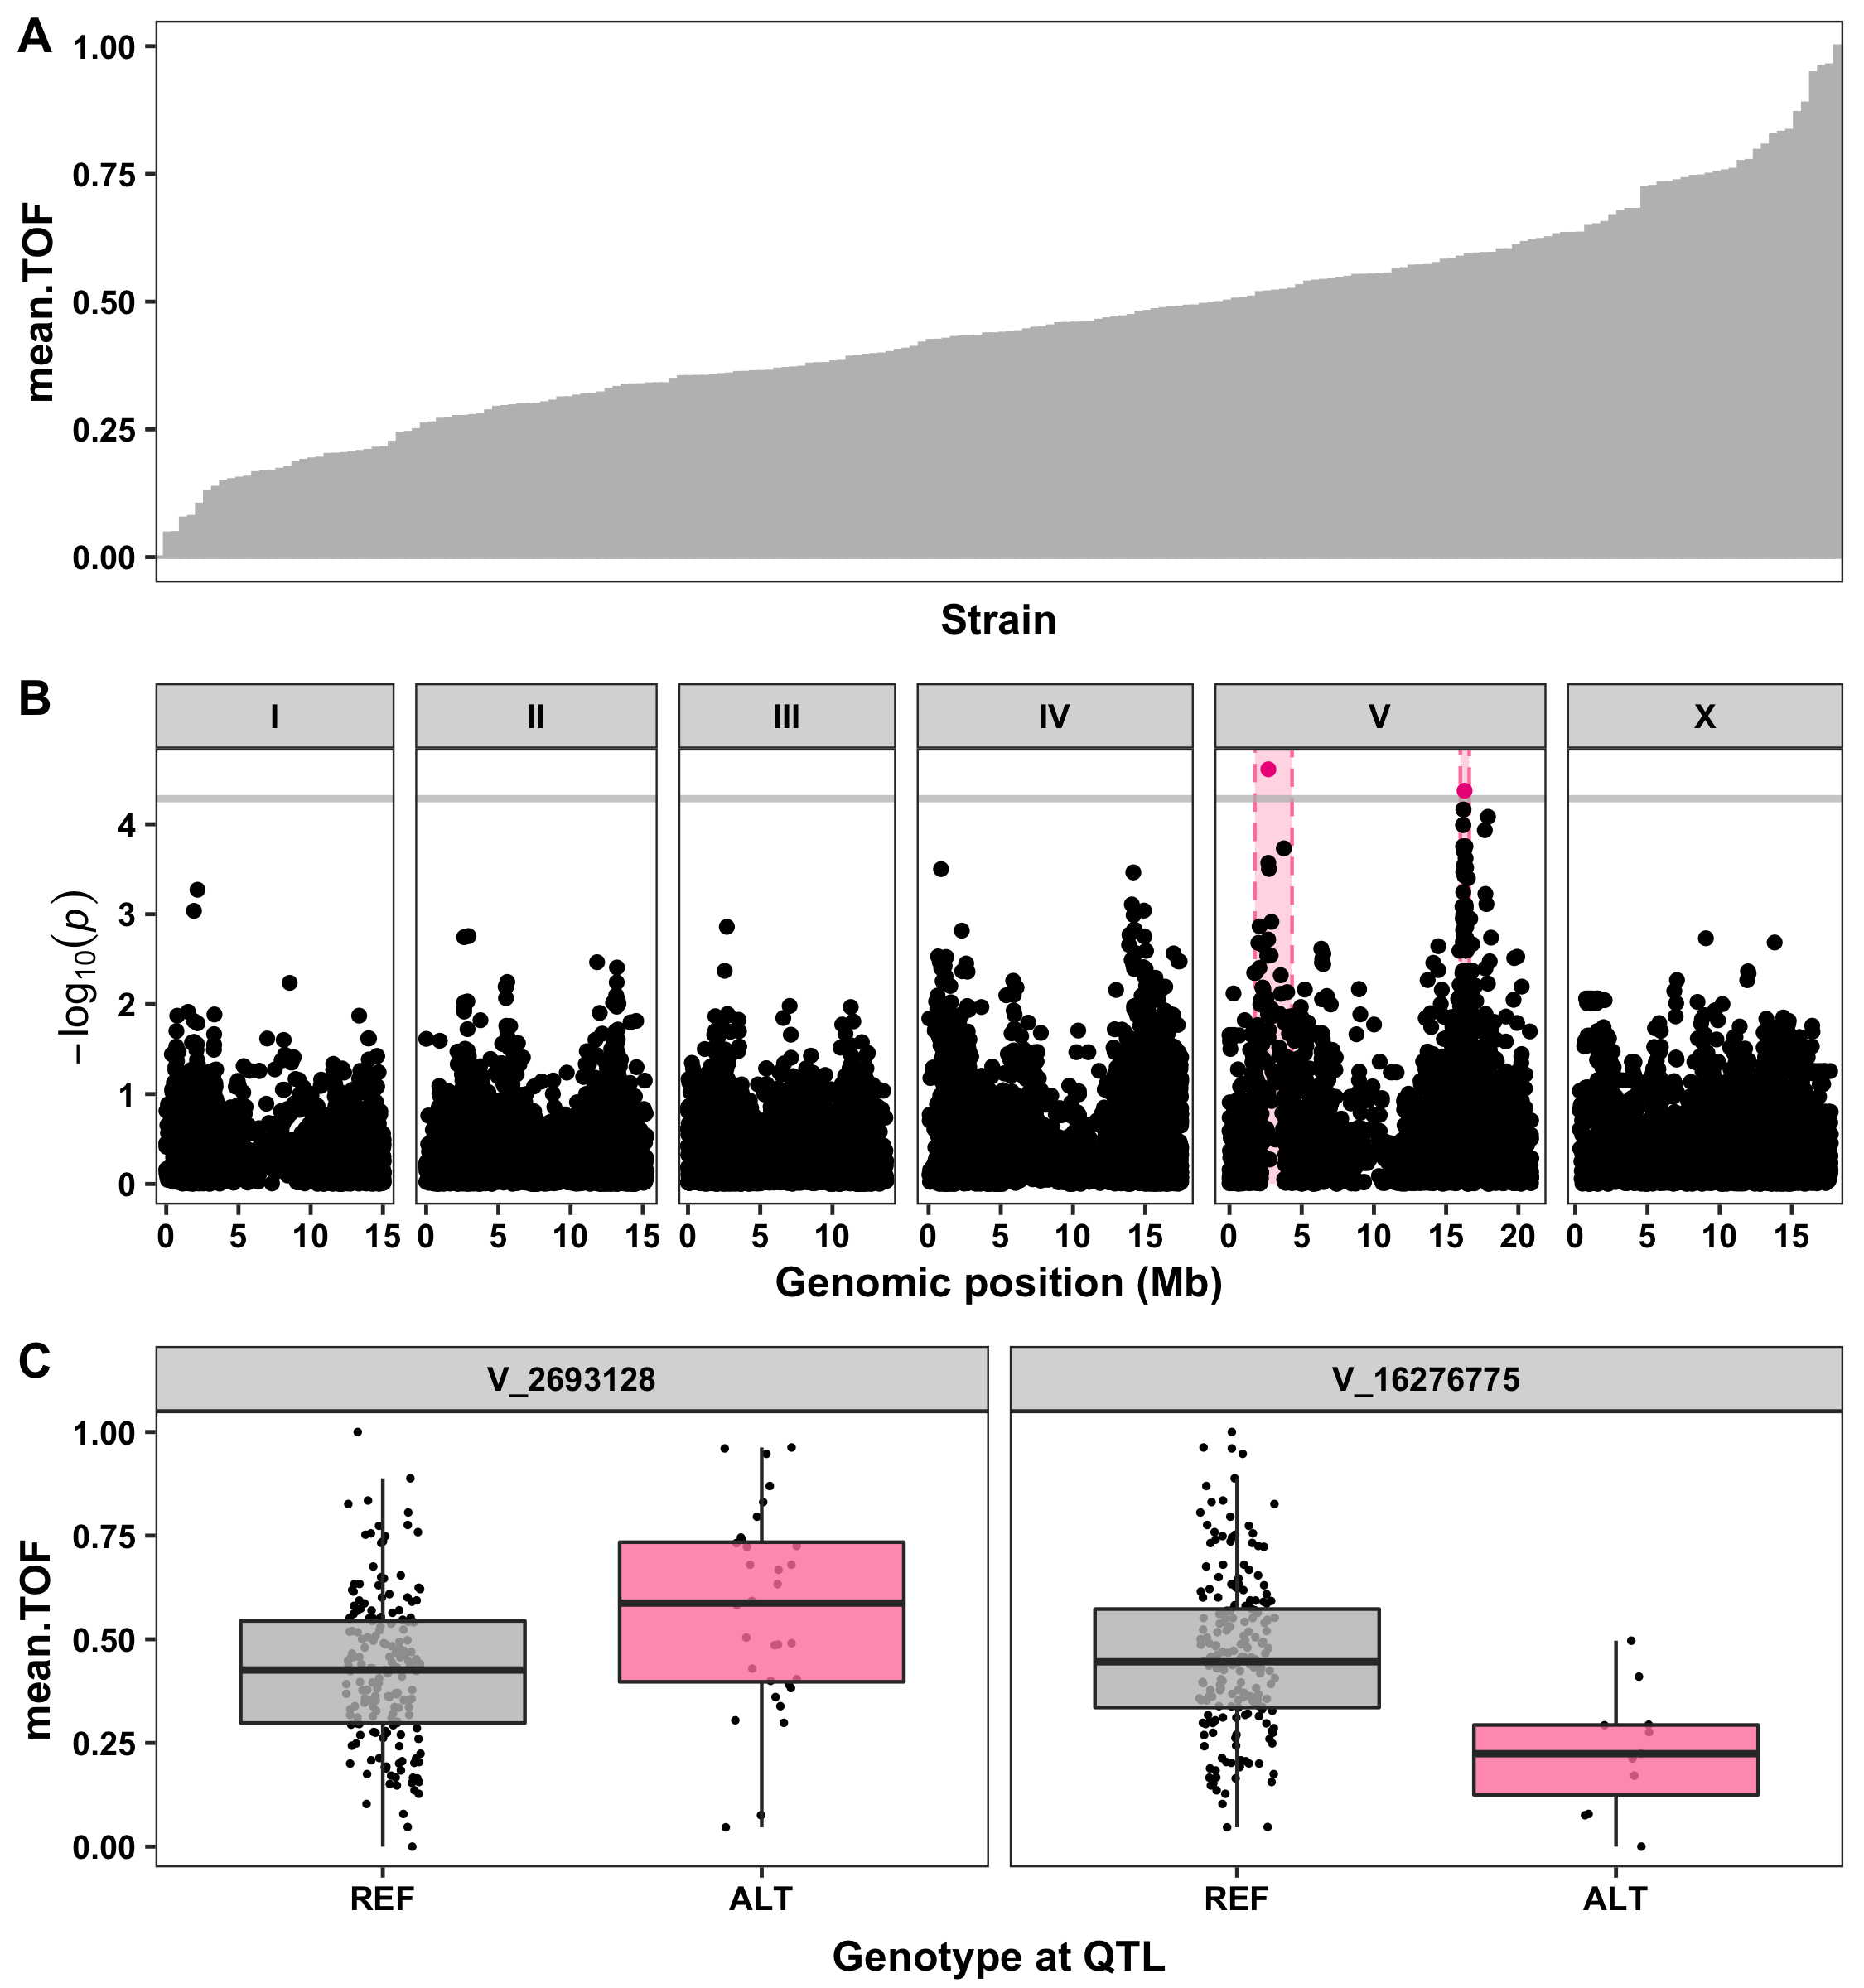 A
1.00
0.75
0.50
0.25
0.00
mean.TOF
Strain
B
I II III IV V X
4
3
2
1
0
−log10(p)
0 5 10 15 0 5 10 15 0 5 10 0 5 10 15 0 5 10 15 20 0 5 10 15
Genomic position (Mb)
C
V_2693128 V_16276775
1.00
0.75
0.50
0.25
0.00
mean.TOF
REF ALT REF ALT
Genotype at QTL